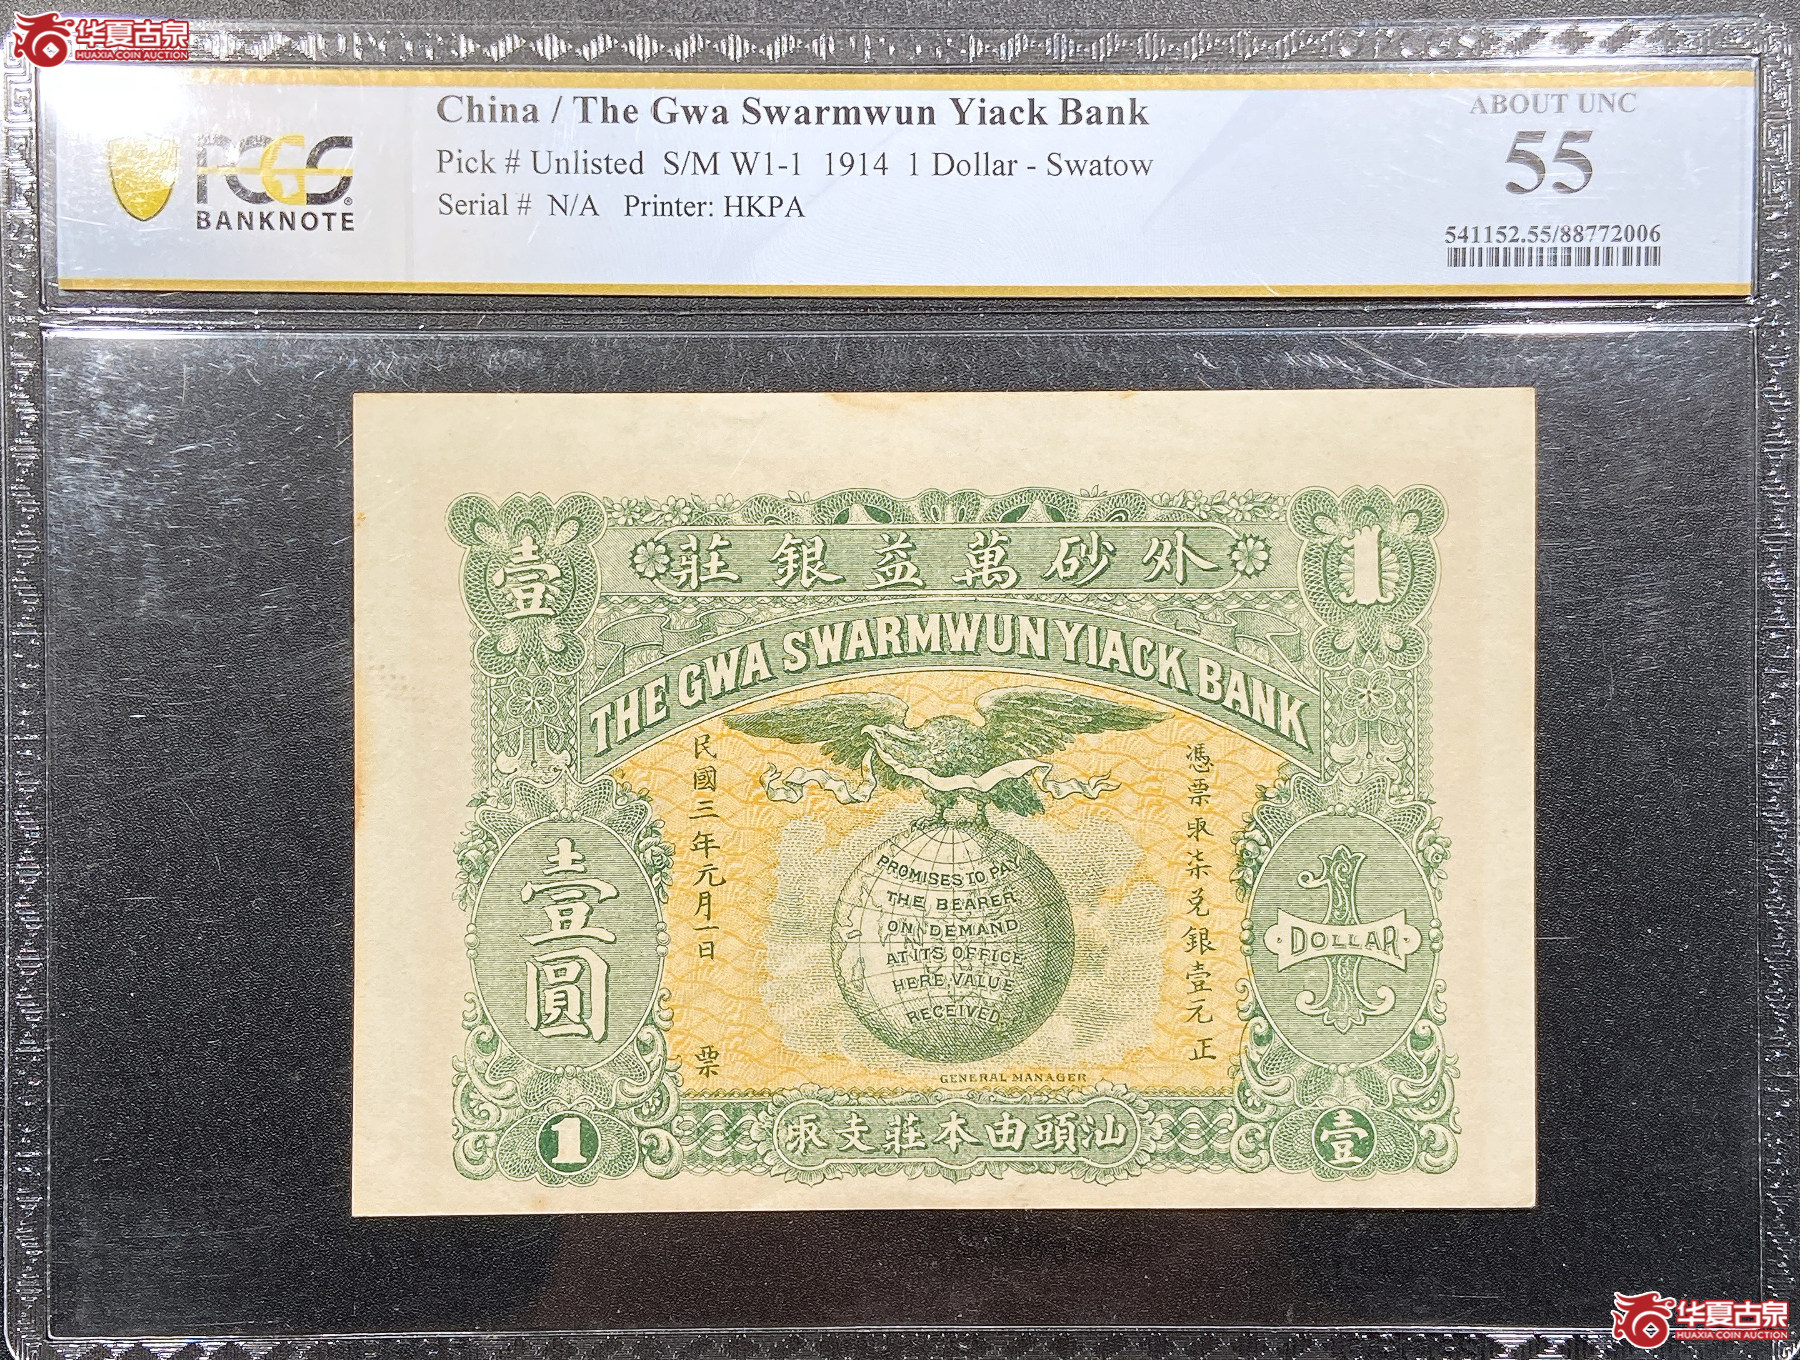 华夏古泉
HUAXIA COIN AUCTION
PCGS
BANKNOTE
China / The Gwa Swarmwun Yiack Bank
Pick # Unlisted S/M W1-1 1914 1 Dollar - Swatow
Serial # N/A Printer: HKPA
ABOUT UNC
55
541152.55/88772006
壹
外砂萬益銀莊
1
THE GWA SWARMWUN YIACK BANK
憑票取柒兌銀壹元正
民國三年元月一日
票
PROMISES TO PAY
THE BEARER
ON DEMAND
AT ITS OFFICE
HERE, VALUE
RECEIVED.
壹圓
1
DOLLAR
GENERAL MANAGER
1
汕頭由本莊支取
壹
华夏古泉
HUAXIA COIN AUCTION